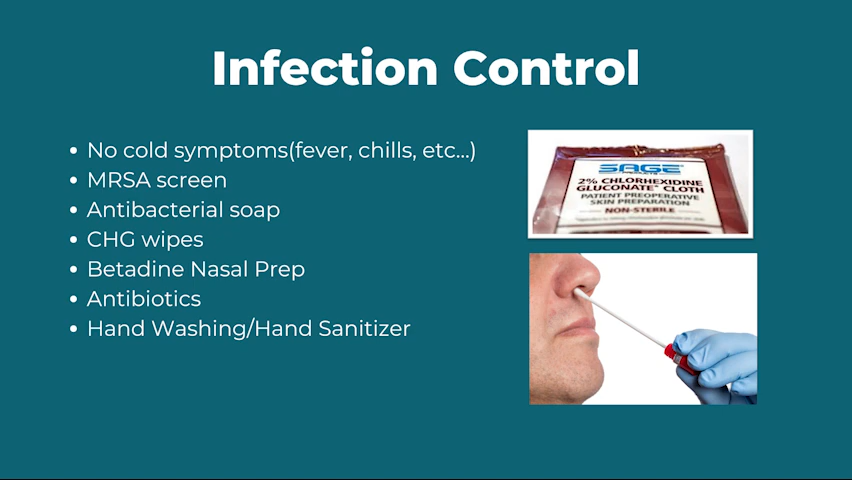 Infection Control
• No cold symptoms(fever, chills, etc...)
• MRSA screen
• Antibacterial soap
• CHG wipes
• Betadine Nasal Prep
• Antibiotics
• Hand Washing/Hand Sanitizer
SAGE
2% CHLORHEXIDINE
GLUCONATE CLOTH
PATIENT PREOPERATIVE
SKIN PREPARATION
NON-STERILE